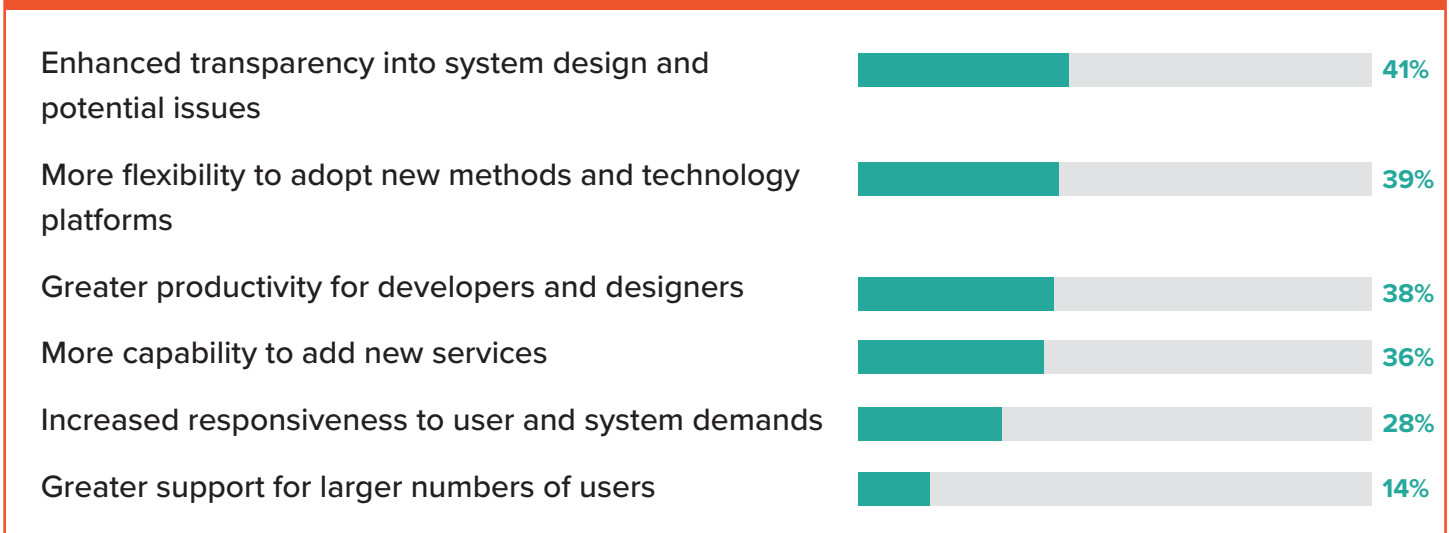 Enhanced transparency into system design and
potential issues
41%
More flexibility to adopt new methods and technology
platforms
39%
Greater productivity for developers and designers
38%
More capability to add new services
36%
Increased responsiveness to user and system demands
28%
Greater support for larger numbers of users
14%